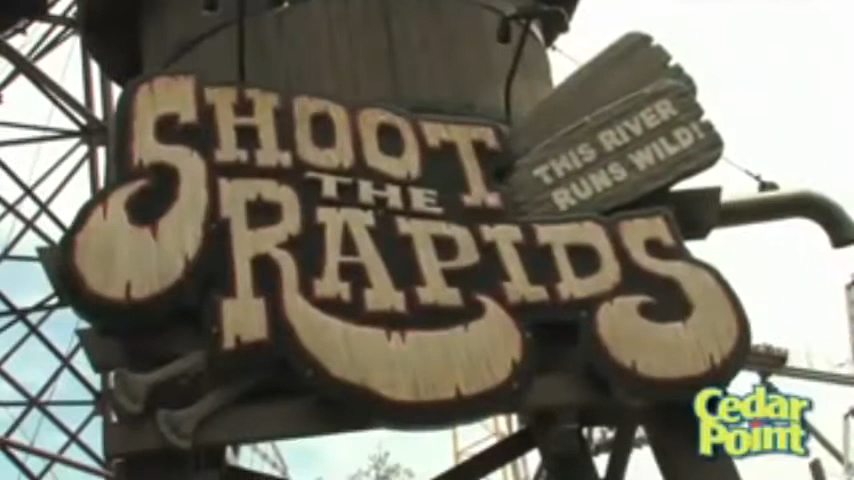 SHOOT
THE
RAPIDS
THIS RIVER
RUNS WILD!
Cedar
Point